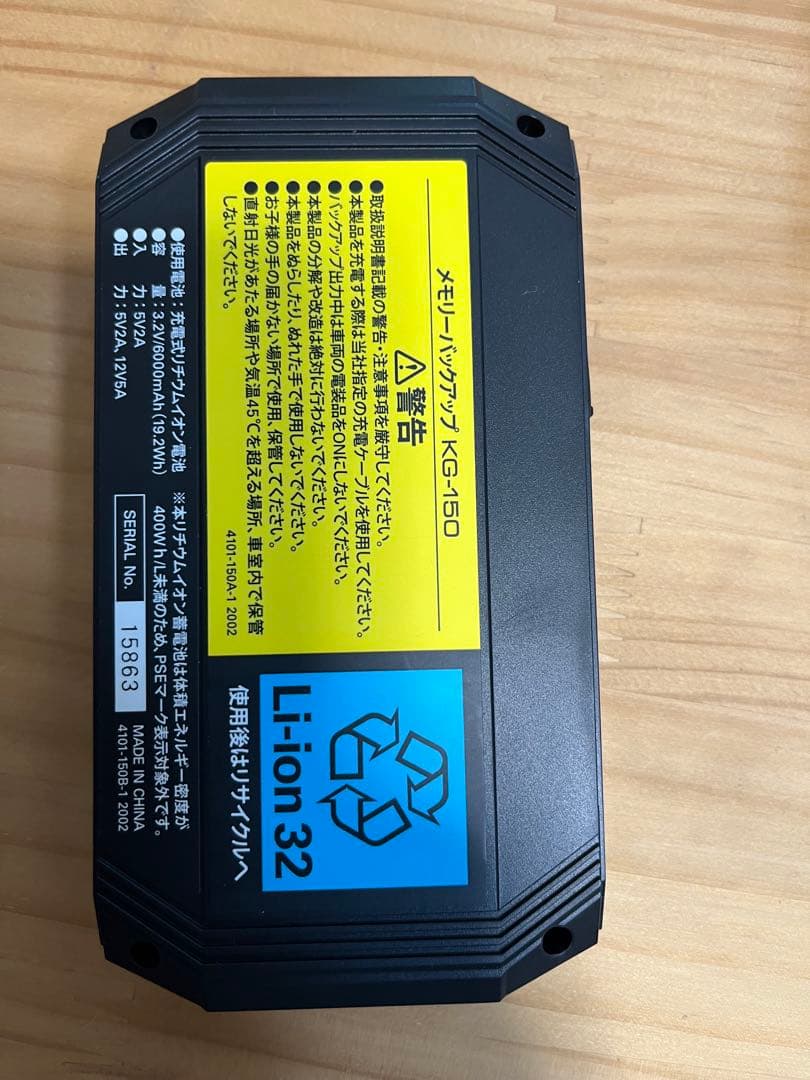 メモリーバックアップ KG-150
⚠警告
●取扱説明書記載の警告・注意事項を厳守してください。
●本製品を充電する際は当社指定の充電ケーブルを使用してください。
●バックアップ出力中は車両の電装品をONにしないでください。
●本製品の分解や改造は絶対に行わないでください。
●本製品をぬらしたり、ぬれた手で使用しないでください。
●お子様の手の届かない場所で使用、保管してください。
●直射日光があたる場所や気温45℃を超える場所、車室内で保管
しないでください。
4101-150A-1 2002
Li-ion 32
使用後はリサイクルへ
●使用電池：充電式リチウムイオン電池
●容　　量：3.2V/6000mAh（19.2Wh）
●入　　力：5V2A
●出　　力：5V2A、12V5A
※本リチウムイオン蓄電池は体積エネルギー密度が
400Wh/L未満のため、PSEマーク表示対象外です。
SERIAL No. 15863
MADE IN CHINA
4101-150B-1 2002